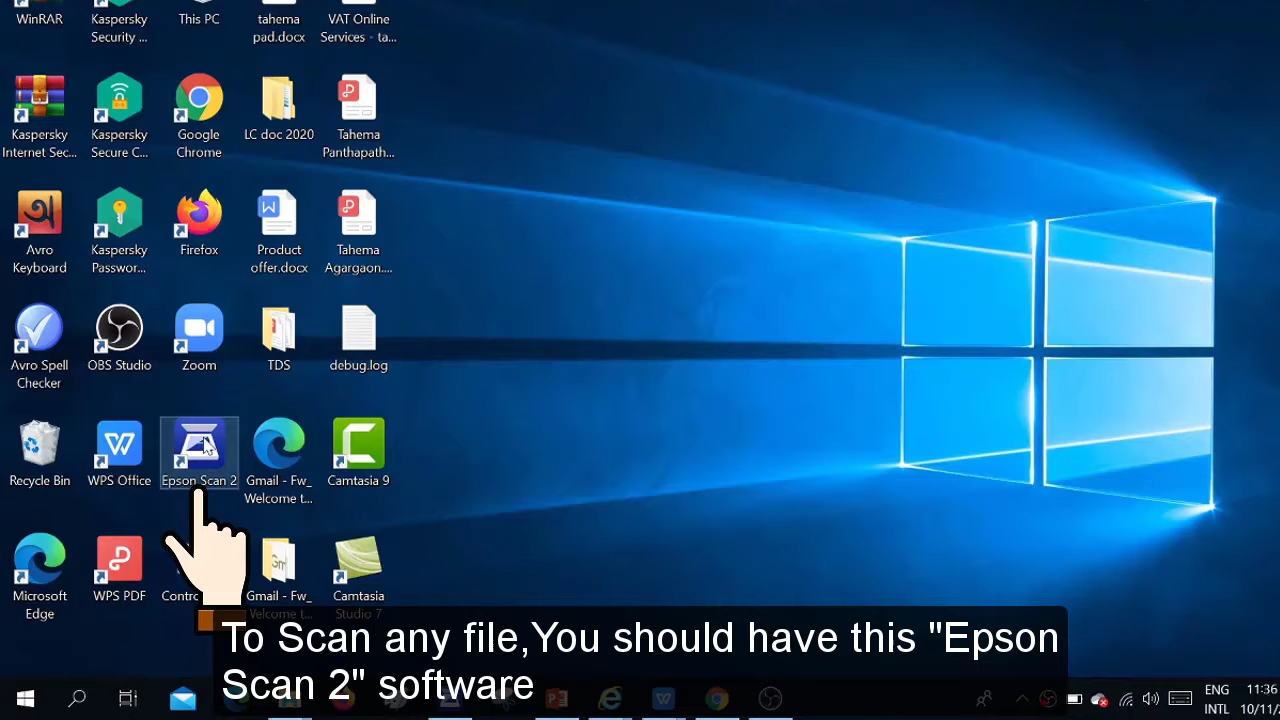 WinRAR
Kaspersky
Security ...
This PC
tahema
pad.docx
VAT Online
Services - ta...
Kaspersky
Internet Sec...
Kaspersky
Secure C...
Google
Chrome
LC doc 2020
Tahema
Panthapath...
Avro
Keyboard
Kaspersky
Passwor...
Firefox
Product
offer.docx
Tahema
Agargaon....
Avro Spell
Checker
OBS Studio
Zoom
TDS
debug.log
Recycle Bin
WPS Office
Epson Scan 2
Gmail - Fw_
Welcome t...
Camtasia 9
Microsoft
Edge
WPS PDF
Gmail - Fw_
Welcome t...
Camtasia
Studio 7
To Scan any file,You should have this "Epson
Scan 2" software
ENG
INTL
11:36